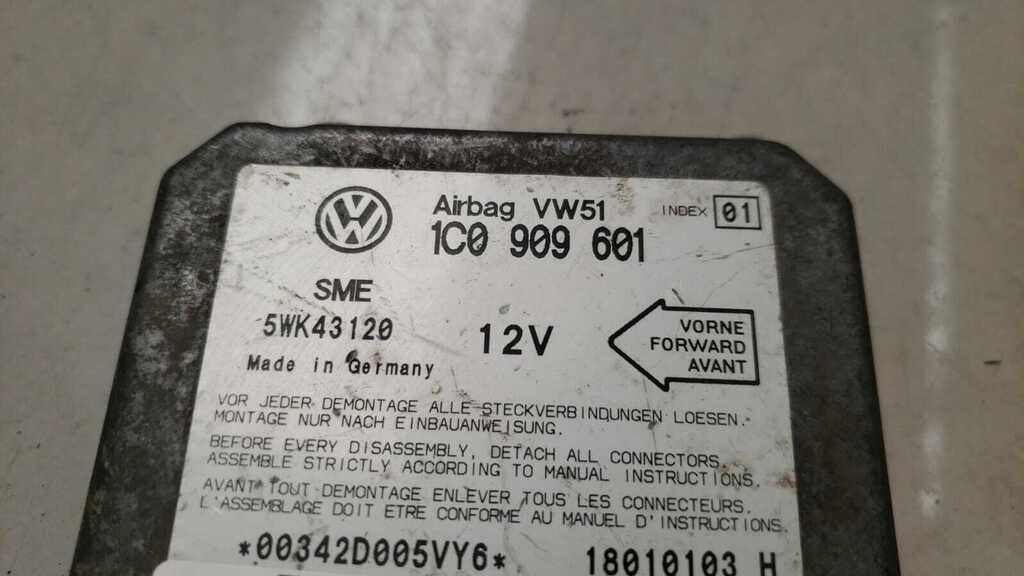 Airbag VW51 INDEX 01
1C0 909 601
SME
5WK43120
12V
Made in Germany
VORNE
FORWARD
AVANT
VOR JEDER DEMONTAGE ALLE STECKVERBINDUNGEN LOESEN.
MONTAGE NUR NACH EINBAUANWEISUNG.
BEFORE EVERY DISASSEMBLY, DETACH ALL CONNECTORS.
ASSEMBLE STRICTLY ACCORDING TO MANUAL INSTRUCTIONS.
AVANT TOUT DEMONTAGE ENLEVER TOUS LES CONNECTEURS.
L'ASSEMBLAGE DOIT ETRE CONFORME AU MANUEL D'INSTRUCTIONS.
*00342D005VY6* 18010103 H